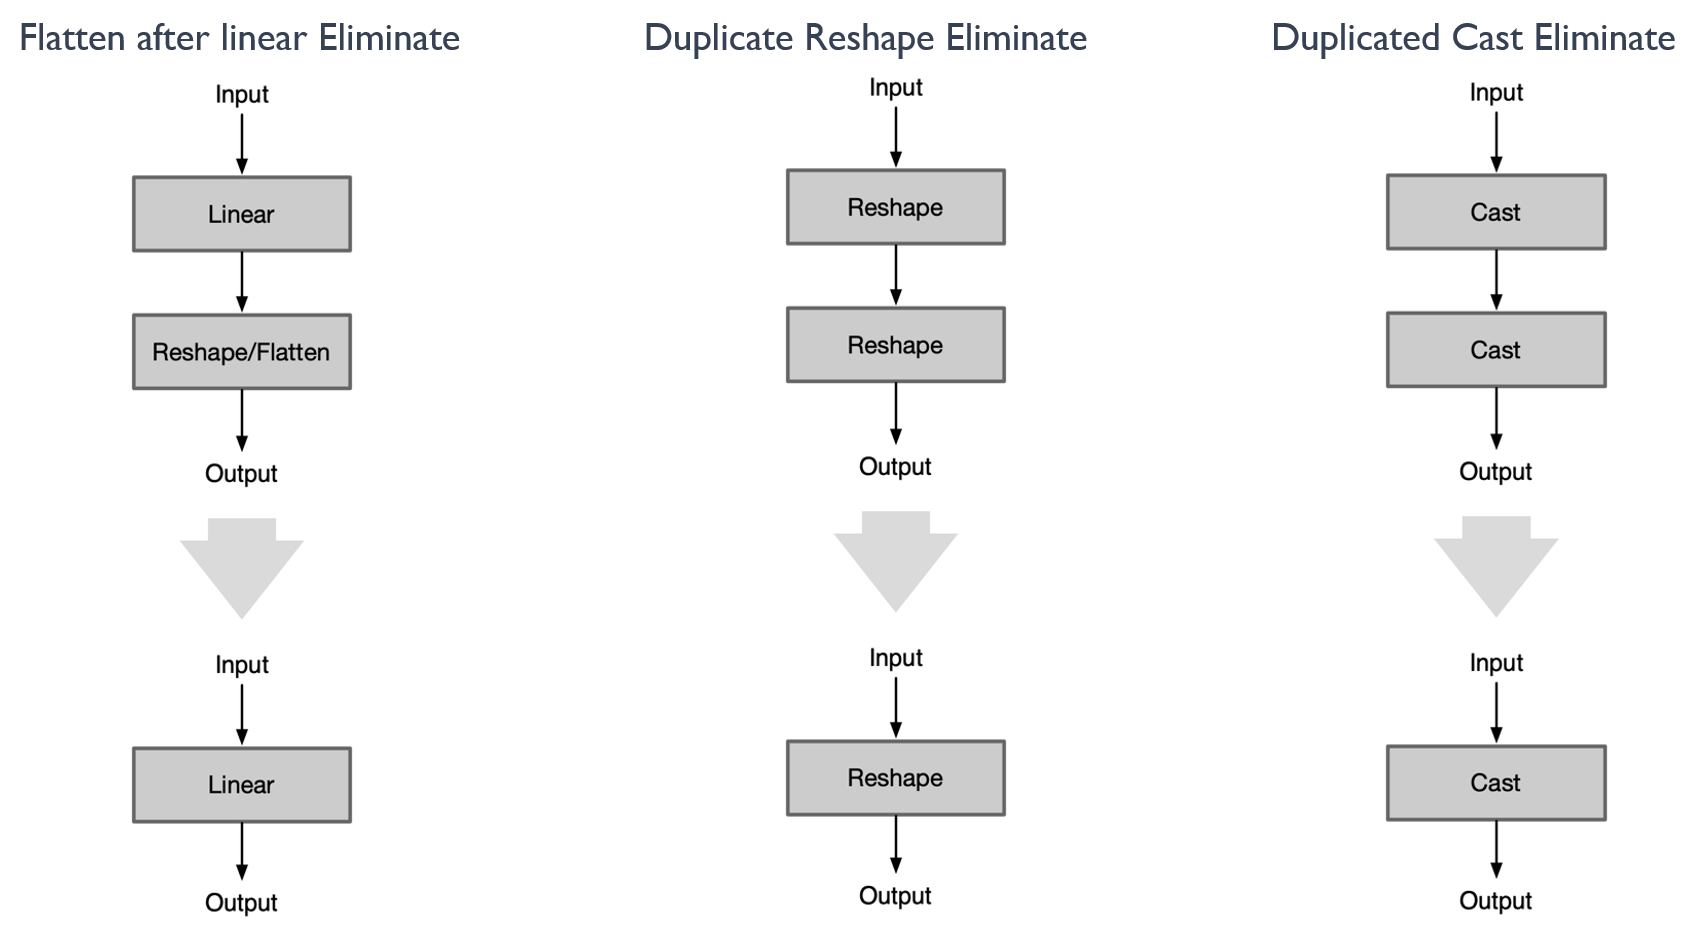 Flatten after linear Eliminate
Input
Linear
Reshape/Flatten
Output
Input
Linear
Output
Duplicate Reshape Eliminate
Input
Reshape
Reshape
Output
Input
Reshape
Output
Duplicated Cast Eliminate
Input
Cast
Cast
Output
Input
Cast
Output